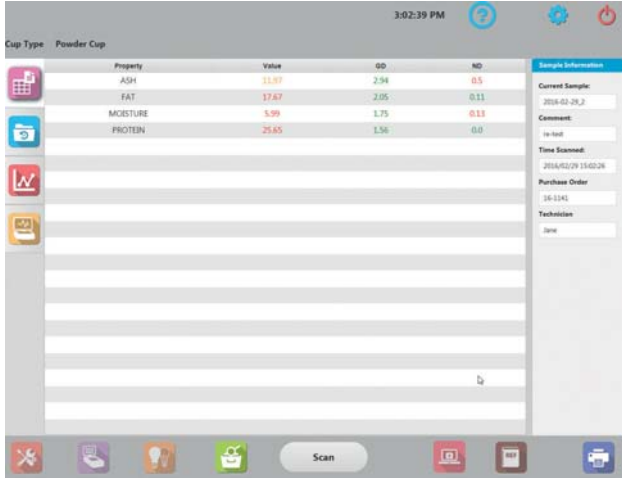 3:02:39 PM
?
Cup Type Powder Cup
Property Value GD ND
ASH 11.97 2.94 0.5
FAT 17.67 2.05 0.11
MOISTURE 5.99 1.75 0.13
PROTEIN 25.65 1.56 0.0
Sample Information
Current Sample:
2016-02-29_2
Comment:
re-test
Time Scanned:
2016/02/29 15:02:26
Purchase Order
16-1141
Technician
Jane
Scan
REF